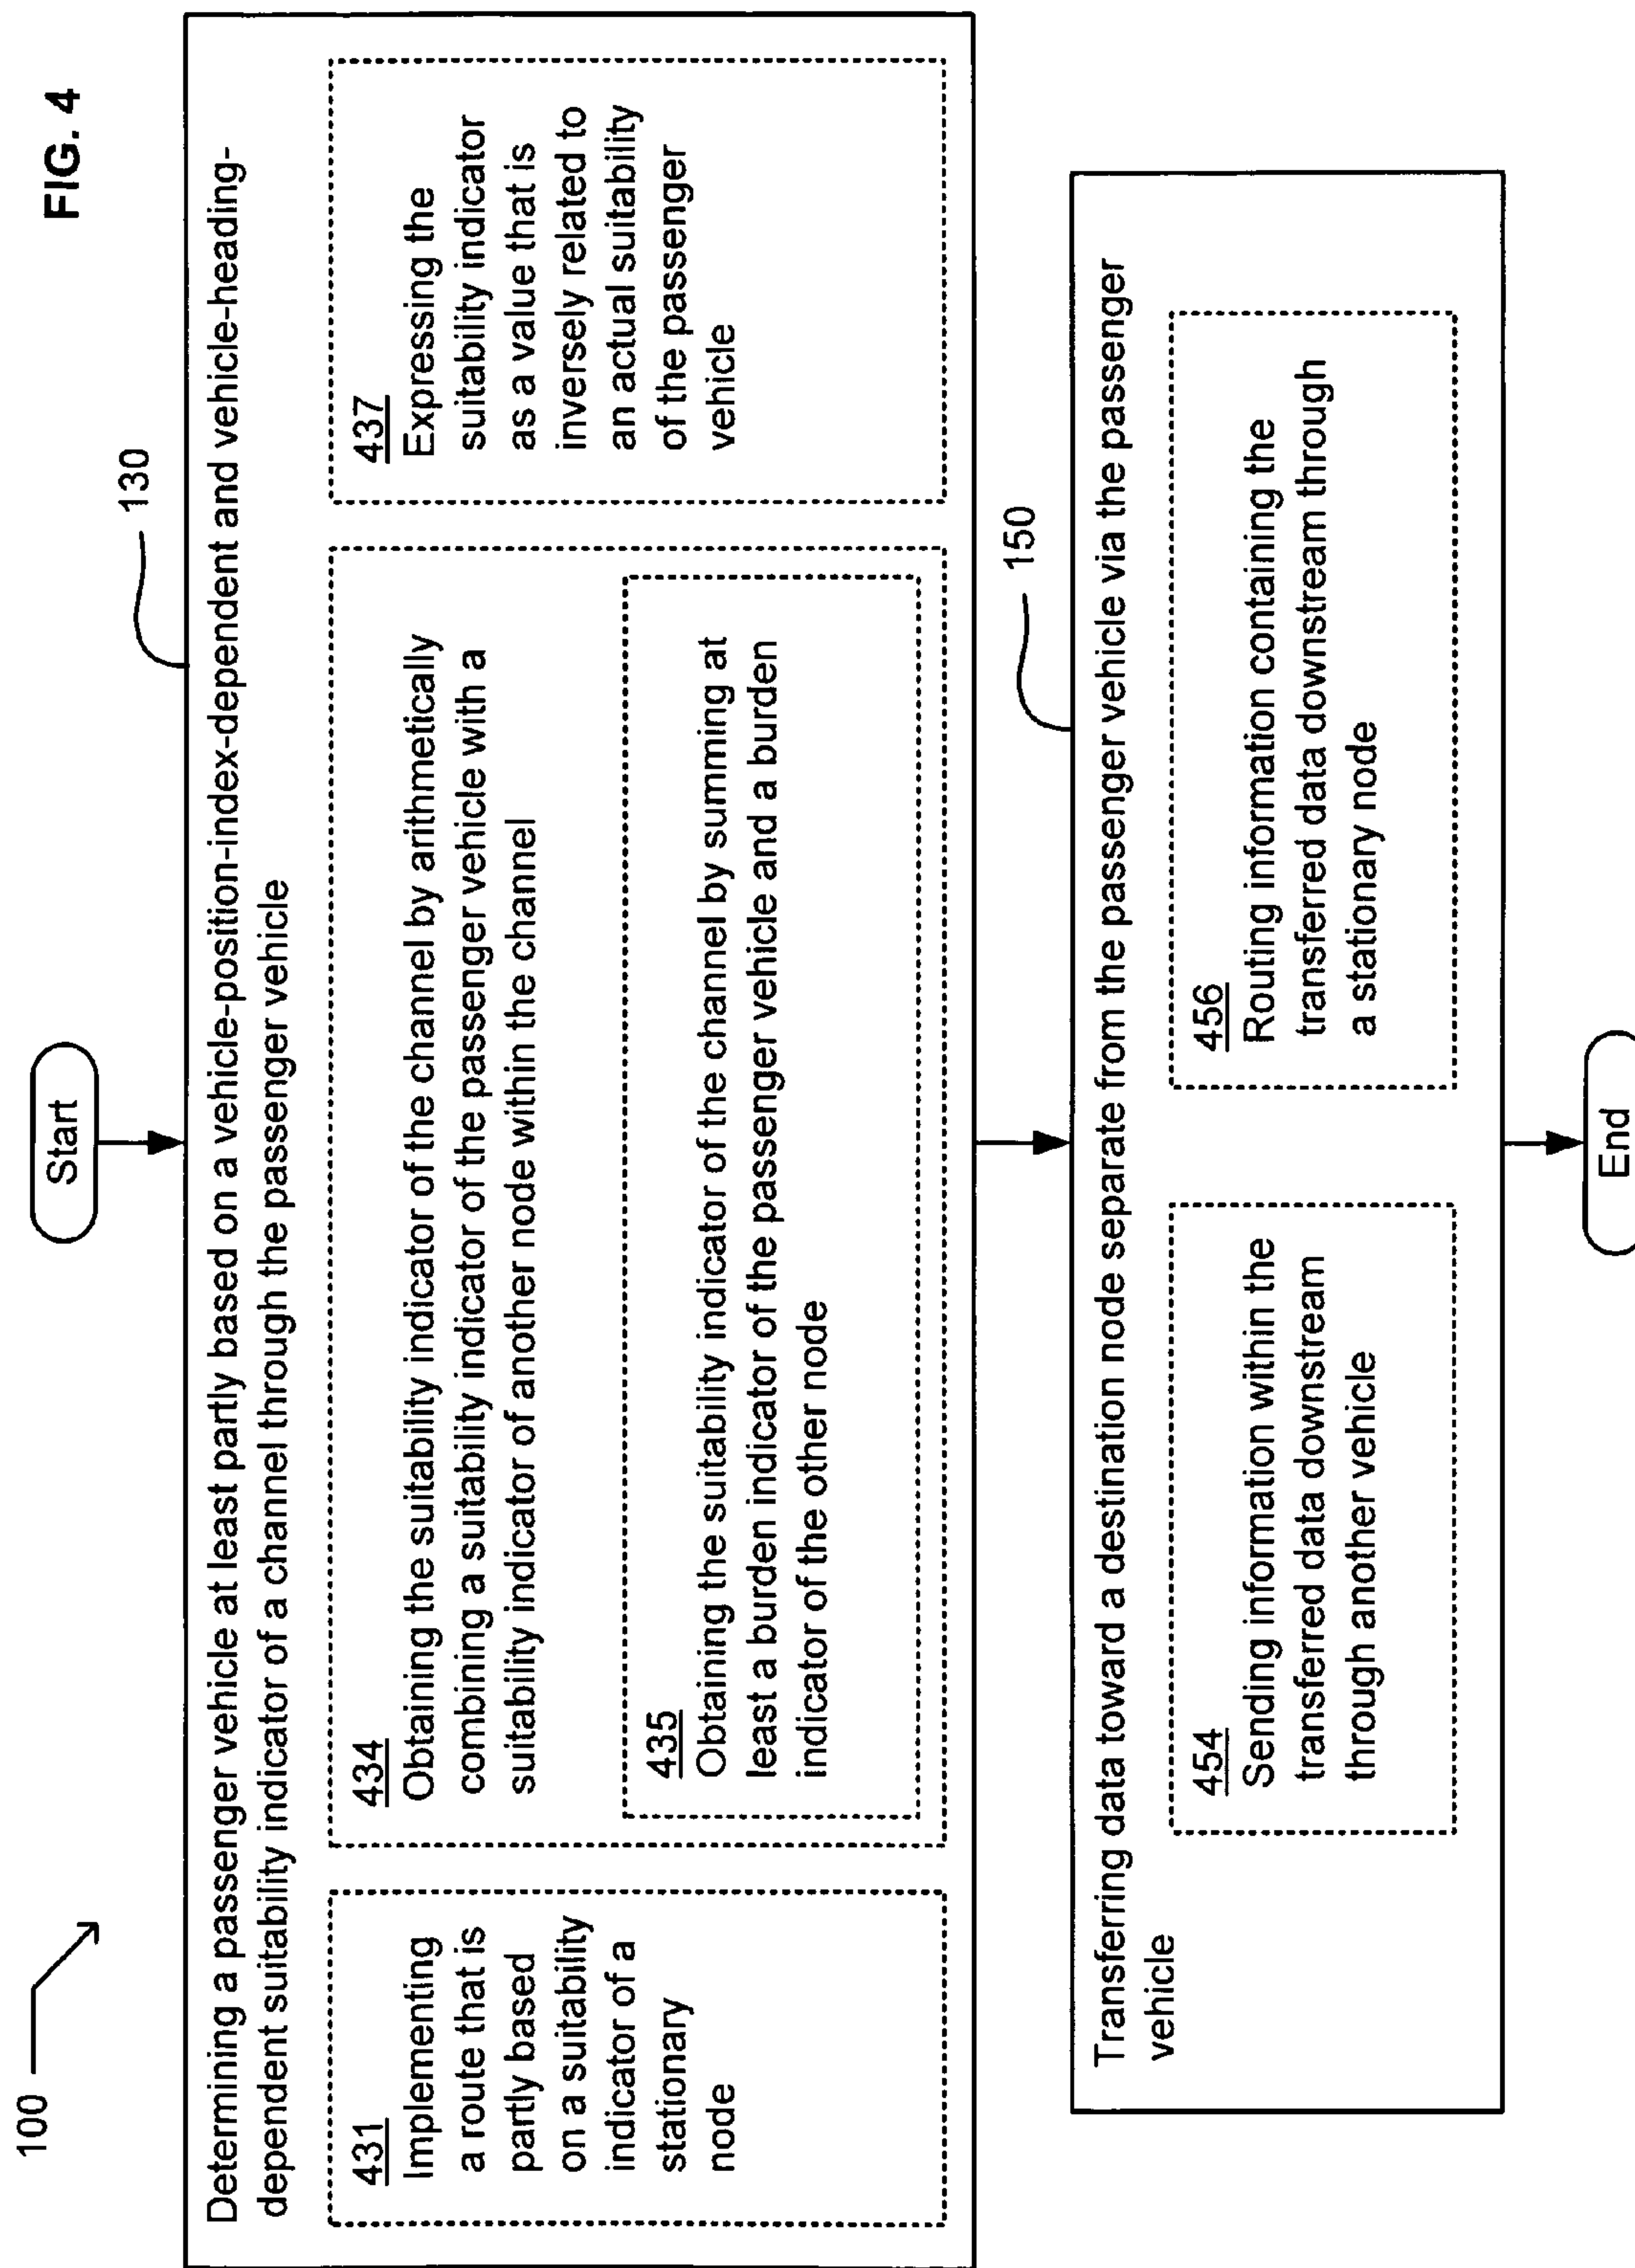 FIG. 4
100
Start
130
Determining a passenger vehicle at least partly based on a vehicle-position-index-dependent and vehicle-heading-
dependent suitability indicator of a channel through the passenger vehicle
431
Implementing
a route that is
partly based
on a suitability
indicator of a
stationary
node
434
Obtaining the suitability indicator of the channel by arithmetically
combining a suitability indicator of the passenger vehicle with a
suitability indicator of another node within the channel
435
Obtaining the suitability indicator of the channel by summing at
least a burden indicator of the passenger vehicle and a burden
indicator of the other node
437
Expressing the
suitability indicator
as a value that is
inversely related to
an actual suitability
of the passenger
vehicle
150
Transferring data toward a destination node separate from the passenger vehicle via the passenger
vehicle
454
Sending information within the
transferred data downstream
through another vehicle
456
Routing information containing the
transferred data downstream through
a stationary node
End